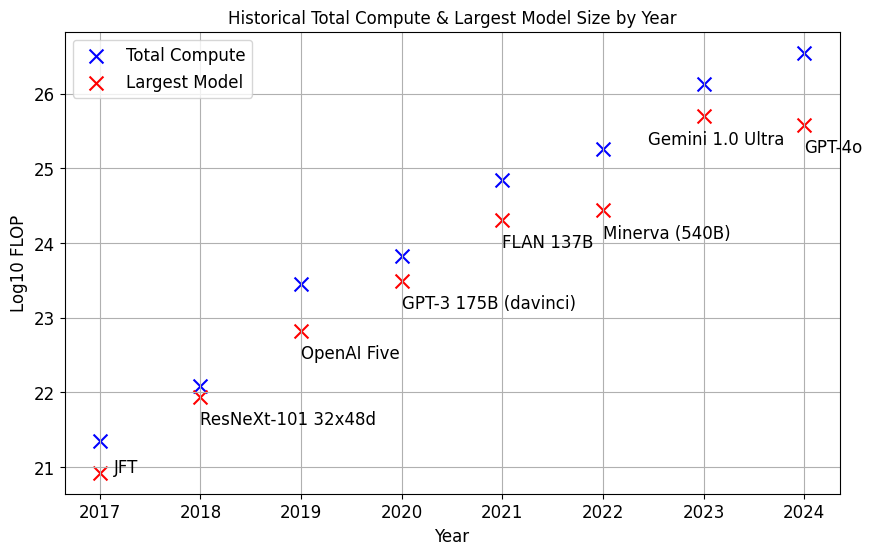 Historical Total Compute & Largest Model Size by Year
Total Compute
Largest Model
Log10 FLOP
26
25
24
23
22
21
Gemini 1.0 Ultra
GPT-4o
FLAN 137B
Minerva (540B)
GPT-3 175B (davinci)
OpenAI Five
ResNeXt-101 32x48d
JFT
2017 2018 2019 2020 2021 2022 2023 2024
Year